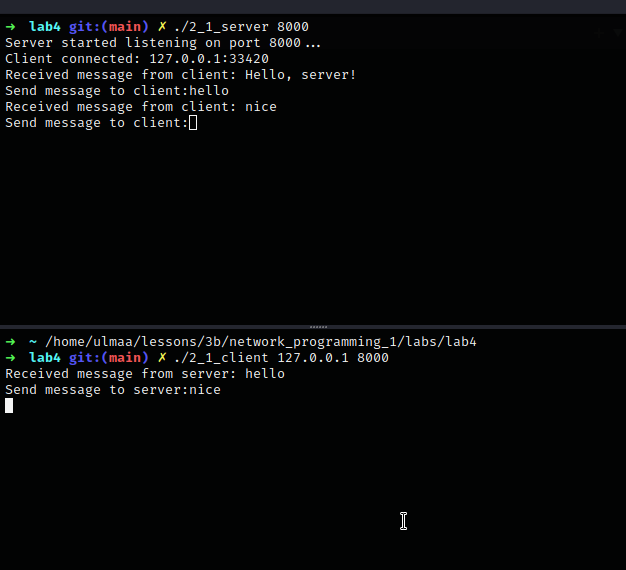 ➜ lab4 git:(main) ✗ ./2_1_server 8000
Server started listening on port 8000...
Client connected: 127.0.0.1:33420
Received message from client: Hello, server!
Send message to client:hello
Received message from client: nice
Send message to client:
➜ ~ /home/ulmaa/lessons/3b/network_programming_1/labs/lab4
➜ lab4 git:(main) ✗ ./2_1_client 127.0.0.1 8000
Received message from server: hello
Send message to server:nice